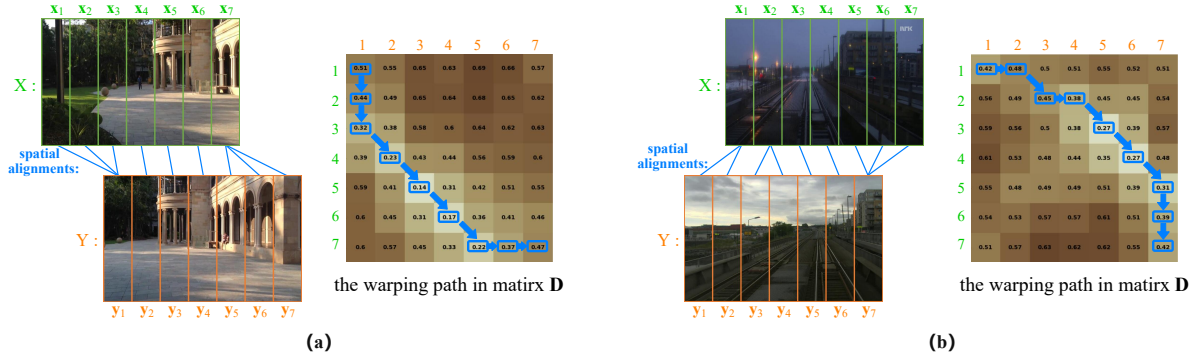 x1 x2 x3 x4 x5 x6 x7
X :
spatial
alignments:
Y :
y1 y2 y3 y4 y5 y6 y7
1 2 3 4 5 6 7
1 0.51 0.55 0.65 0.63 0.69 0.66 0.57
2 0.44 0.49 0.65 0.64 0.68 0.65 0.62
3 0.32 0.38 0.58 0.6 0.64 0.62 0.63
4 0.39 0.23 0.43 0.44 0.56 0.59 0.6
5 0.59 0.41 0.14 0.31 0.42 0.51 0.55
6 0.6 0.45 0.31 0.17 0.36 0.41 0.46
7 0.6 0.57 0.45 0.33 0.22 0.37 0.47
the warping path in matirx D
(a)
x1 x2 x3 x4 x5 x6 x7
NRK
X :
spatial
alignments:
Y :
y1 y2 y3 y4 y5 y6 y7
1 2 3 4 5 6 7
1 0.42 0.48 0.5 0.51 0.55 0.52 0.51
2 0.56 0.49 0.45 0.38 0.45 0.45 0.54
3 0.59 0.56 0.5 0.38 0.27 0.39 0.57
4 0.61 0.53 0.48 0.44 0.35 0.27 0.48
5 0.55 0.48 0.49 0.49 0.51 0.39 0.31
6 0.54 0.53 0.57 0.57 0.61 0.51 0.39
7 0.51 0.57 0.63 0.62 0.62 0.55 0.42
the warping path in matirx D
(b)